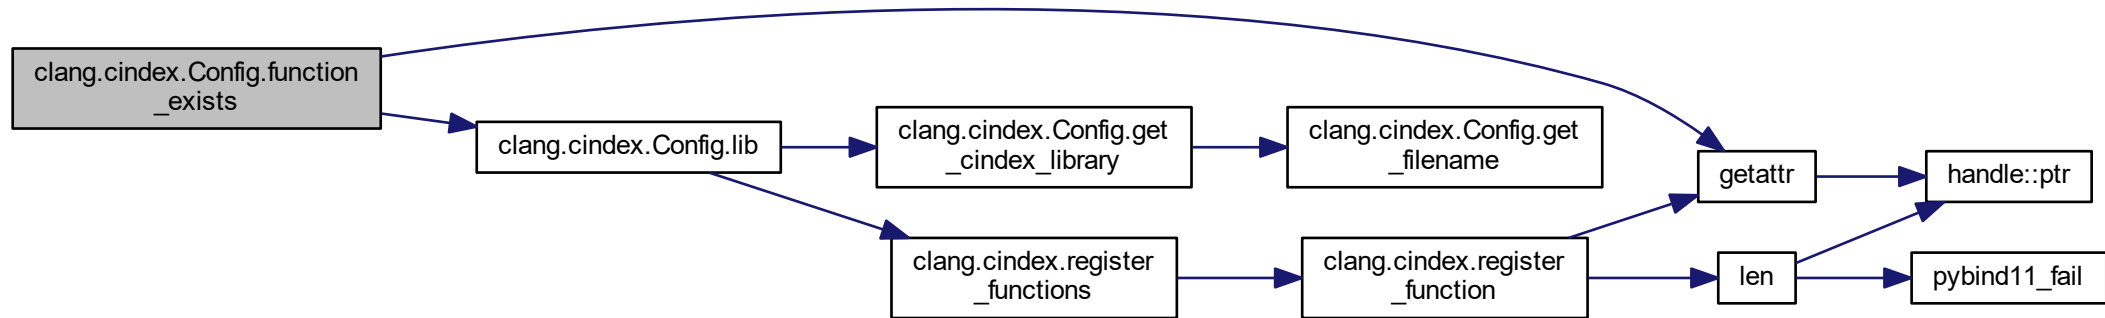 clang.cindex.Config.function
_exists
clang.cindex.Config.lib
clang.cindex.Config.get
_cindex_library
clang.cindex.Config.get
_filename
getattr
handle::ptr
clang.cindex.register
_functions
clang.cindex.register
_function
len
pybind11_fail